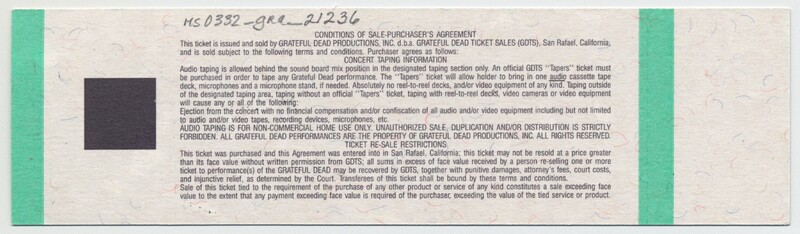 MS0332_gra_21236
CONDITIONS OF SALE-PURCHASER'S AGREEMENT
This ticket is issued and sold by GRATEFUL DEAD PRODUCTIONS, INC. d.b.a. GRATEFUL DEAD TICKET SALES (GDTS), San Rafael, California,
and is sold subject to the following terms and conditions. Purchaser agrees as follows:
CONCERT TAPING INFORMATION
Audio taping is allowed behind the sound board mix position in the designated taping section only. An official GDTS "Tapers" ticket must
be purchased in order to tape any Grateful Dead performance. The "Tapers" ticket will allow holder to bring in one audio cassette tape
deck, microphones and a microphone stand, if needed. Absolutely no reel-to-reel decks, and/or video equipment of any kind. Taping outside
of the designated taping area, taping without an official "Tapers" ticket, taping with reel-to-reel decks, video cameras or video equipment
will cause any or all of the following:
Ejection from the concert with no financial compensation and/or confiscation of all audio and/or video equipment including but not limited
to audio and/or video tapes, recording devices, microphones, etc.
AUDIO TAPING IS FOR NON-COMMERCIAL HOME USE ONLY. UNAUTHORIZED SALE, DUPLICATION AND/OR DISTRIBUTION IS STRICTLY
FORBIDDEN. ALL GRATEFUL DEAD PERFORMANCES ARE THE PROPERTY OF GRATEFUL DEAD PRODUCTIONS, INC. ALL RIGHTS RESERVED.
TICKET RE-SALE RESTRICTIONS.
This ticket was purchased and this Agreement was entered into in San Rafael, California; this ticket may not be resold at a price greater
than its face value without written permission from GDTS; all sums in excess of face value received by a person re-selling one or more
ticket to performance(s) of the GRATEFUL DEAD may be recovered by GDTS, together with punitive damages, attorney's fees, court costs,
and injunctive relief, as determined by the Court. Transferees of this ticket shall be bound by these terms and conditions.
Sale of this ticket tied to the requirement of the purchase of any other product or service of any kind constitutes a sale exceeding face
value to the extent that any payment exceeding face value is required of the purchaser, exceeding the value of the tied service or product.